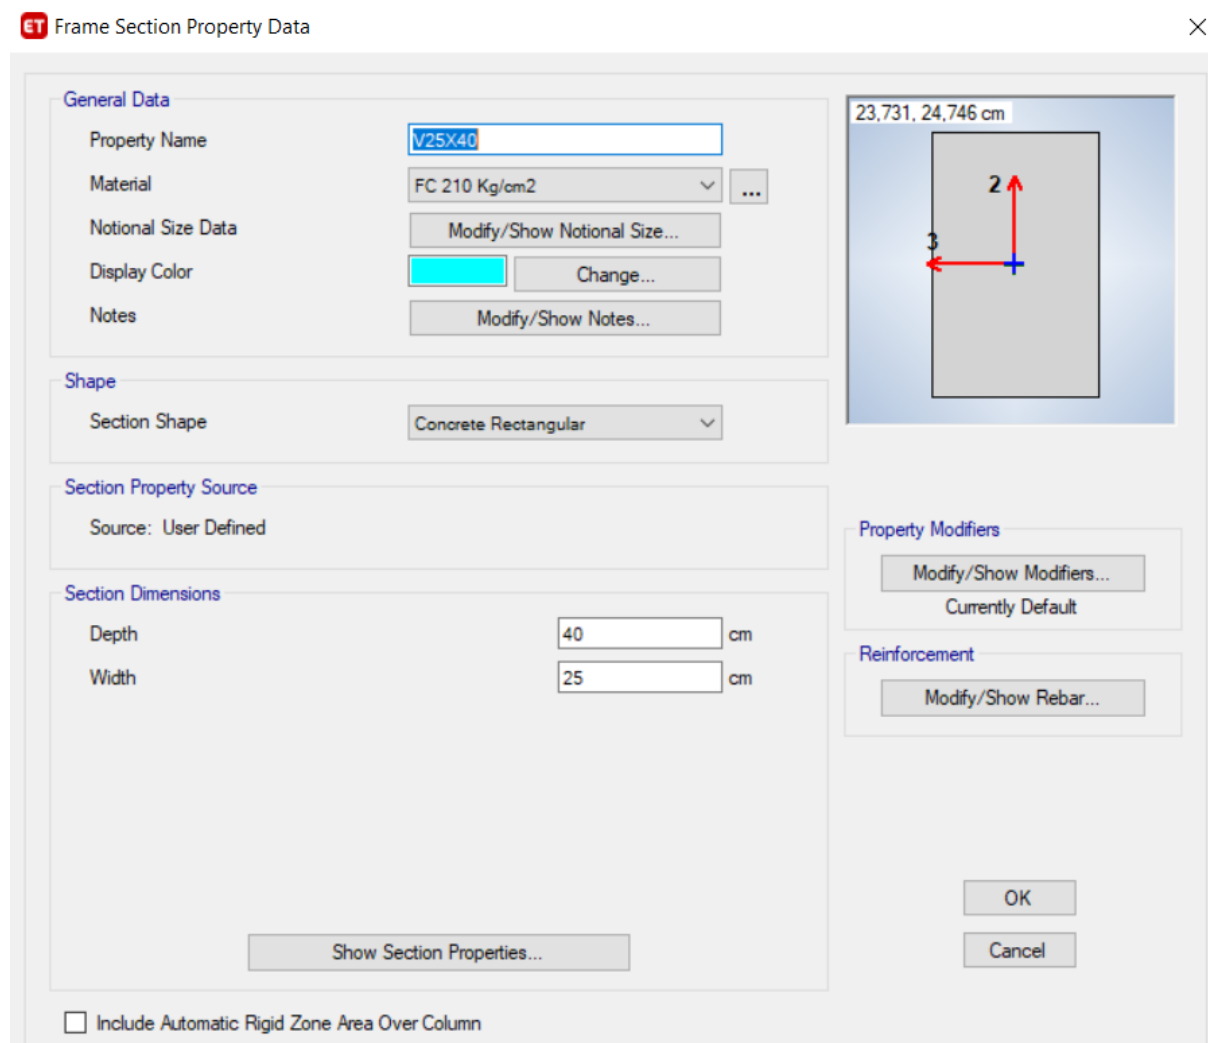 ET Frame Section Property Data
General Data
Property Name V25X40
Material FC 210 Kg/cm2 ...
Notional Size Data Modify/Show Notional Size...
Display Color Change...
Notes Modify/Show Notes...
23,731, 24,746 cm
2
3
Shape
Section Shape Concrete Rectangular
Section Property Source
Source: User Defined
Section Dimensions
Depth 40 cm
Width 25 cm
Show Section Properties...
Include Automatic Rigid Zone Area Over Column
Property Modifiers
Modify/Show Modifiers...
Currently Default
Reinforcement
Modify/Show Rebar...
OK
Cancel